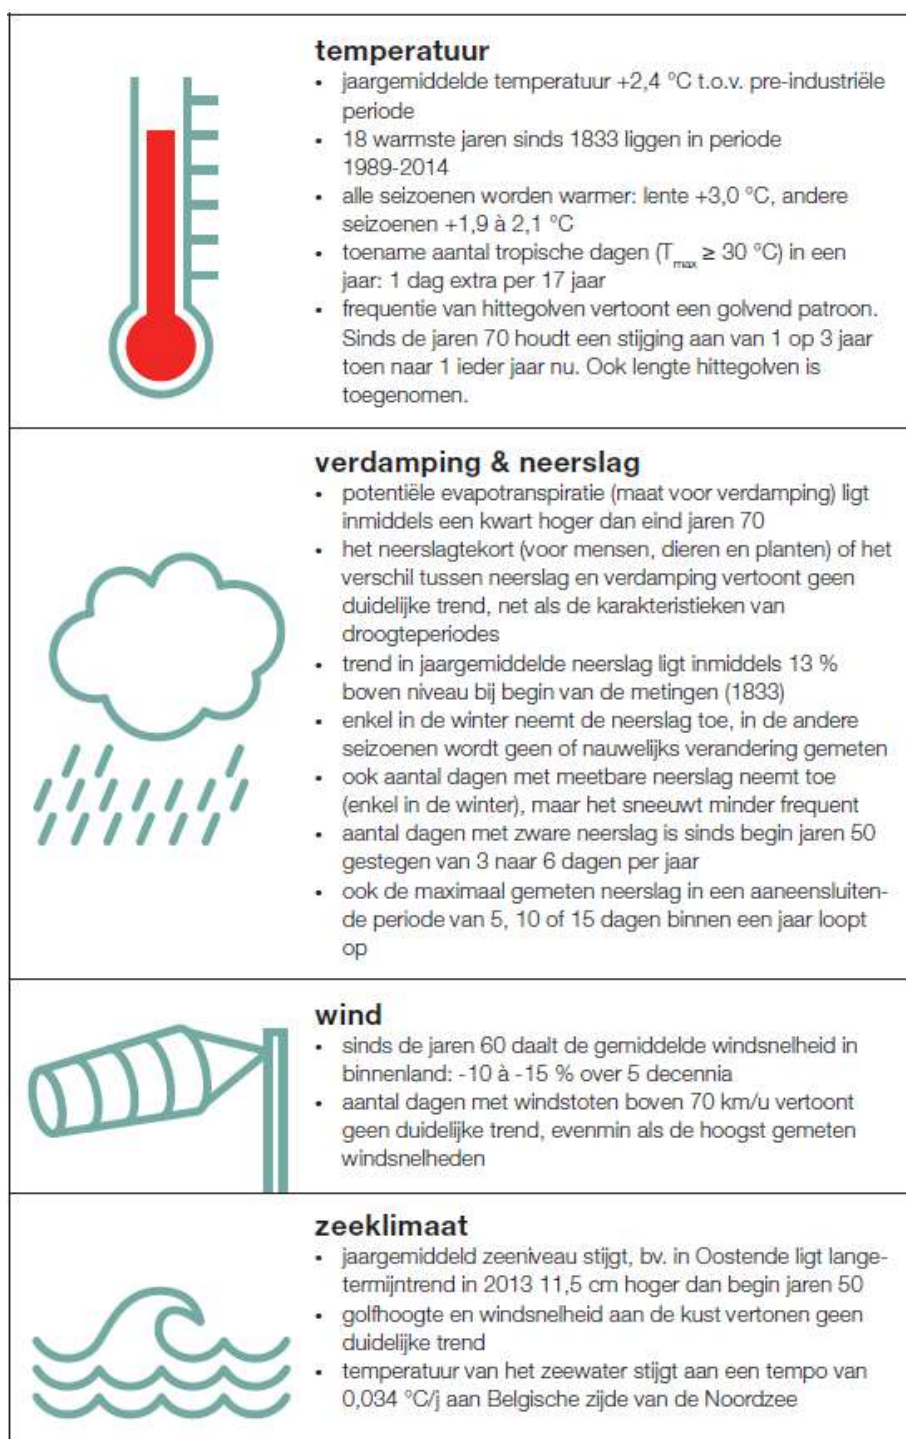 temperatuur
• jaargemiddelde temperatuur +2,4 °C t.o.v. pre-industriële
periode
• 18 warmste jaren sinds 1833 liggen in periode
1989-2014
• alle seizoenen worden warmer: lente +3,0 °C, andere
seizoenen +1,9 à 2,1 °C
• toename aantal tropische dagen (Tmax ≥ 30 °C) in een
jaar: 1 dag extra per 17 jaar
• frequentie van hittegolven vertoont een golvend patroon.
Sinds de jaren 70 houdt een stijging aan van 1 op 3 jaar
toen naar 1 ieder jaar nu. Ook lengte hittegolven is
toegenomen.
verdamping & neerslag
• potentiële evapotranspiratie (maat voor verdamping) ligt
inmiddels een kwart hoger dan eind jaren 70
• het neerslagtekort (voor mensen, dieren en planten) of het
verschil tussen neerslag en verdamping vertoont geen
duidelijke trend, net als de karakteristieken van
droogteperiodes
• trend in jaargemiddelde neerslag ligt inmiddels 13 %
boven niveau bij begin van de metingen (1833)
• enkel in de winter neemt de neerslag toe, in de andere
seizoenen wordt geen of nauwelijks verandering gemeten
• ook aantal dagen met meetbare neerslag neemt toe
(enkel in de winter), maar het sneeuwt minder frequent
• aantal dagen met zware neerslag is sinds begin jaren 50
gestegen van 3 naar 6 dagen per jaar
• ook de maximaal gemeten neerslag in een aaneensluiten-
de periode van 5, 10 of 15 dagen binnen een jaar loopt
op
wind
• sinds de jaren 60 daalt de gemiddelde windsnelheid in
binnenland: -10 à -15 % over 5 decennia
• aantal dagen met windstoten boven 70 km/u vertoont
geen duidelijke trend, evenmin als de hoogst gemeten
windsnelheden
zeeklimaat
• jaargemiddeld zeeniveau stijgt, bv. in Oostende ligt lange-
termijntrend in 2013 11,5 cm hoger dan begin jaren 50
• golfhoogte en windsnelheid aan de kust vertonen geen
duidelijke trend
• temperatuur van het zeewater stijgt aan een tempo van
0,034 °C/j aan Belgische zijde van de Noordzee